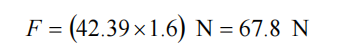 F = (42.39×1.6) N = 67.8 N